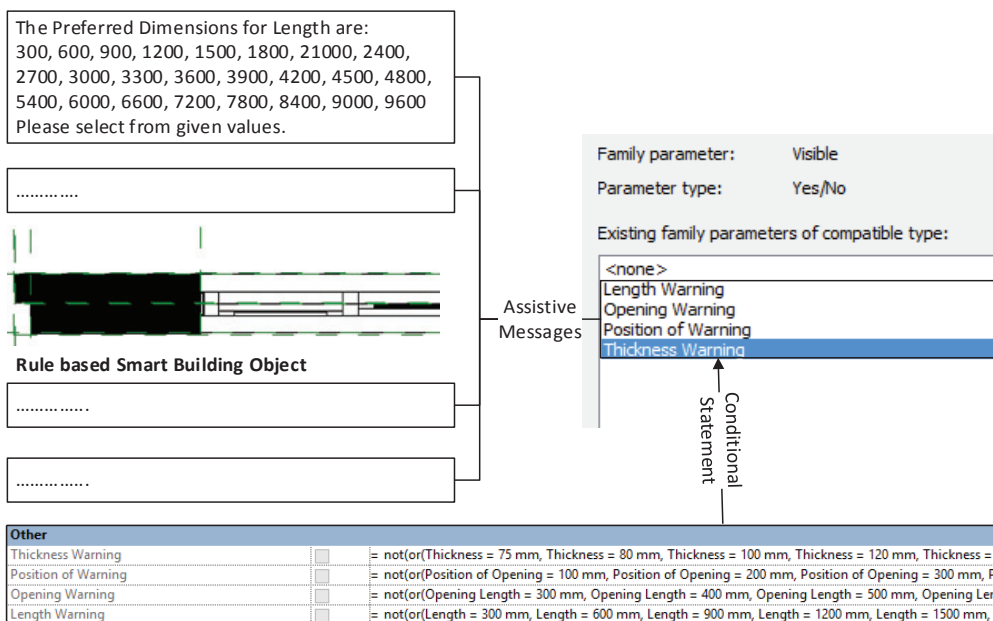 The Preferred Dimensions for Length are:
300, 600, 900, 1200, 1500, 1800, 21000, 2400,
2700, 3000, 3300, 3600, 3900, 4200, 4500, 4800,
5400, 6000, 6600, 7200, 7800, 8400, 9000, 9600
Please select from given values.
.............
Rule based Smart Building Object
..............
..............
Assistive
Messages
Family parameter: Visible
Parameter type: Yes/No
Existing family parameters of compatible type:
<none>
Length Warning
Opening Warning
Position of Warning
Thickness Warning
Conditional
Statement
Other
Thickness Warning = not(or(Thickness = 75 mm, Thickness = 80 mm, Thickness = 100 mm, Thickness = 120 mm, Thickness =
Position of Warning = not(or(Position of Opening = 100 mm, Position of Opening = 200 mm, Position of Opening = 300 mm, P
Opening Warning = not(or(Opening Length = 300 mm, Opening Length = 400 mm, Opening Length = 500 mm, Opening Len
Length Warning = not(or(Length = 300 mm, Length = 600 mm, Length = 900 mm, Length = 1200 mm, Length = 1500 mm,